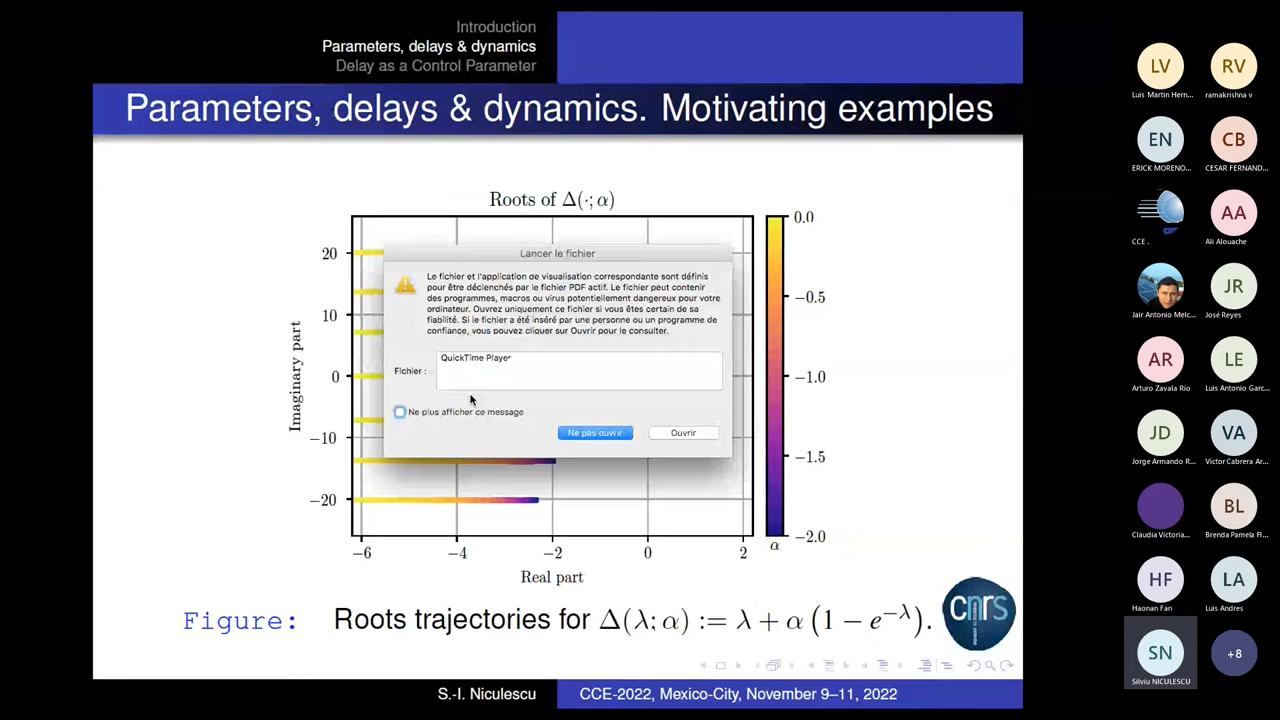 Introduction
Parameters, delays & dynamics
Delay as a Control Parameter
Parameters, delays & dynamics. Motivating examples
Roots of Δ(·; α)
Imaginary part
20
10
0
−10
−20
Lancer le fichier
Le fichier et l'application de visualisation correspondante sont définis
pour être déclenchés par le fichier PDF actif. Le fichier peut contenir
des programmes, macros ou virus potentiellement dangereux pour votre
ordinateur. Ouvrez uniquement ce fichier si vous êtes certain de sa
fiabilité. Si le fichier a été inséré par une personne ou un programme de
confiance, vous pouvez cliquer sur Ouvrir pour le consulter.
Fichier :
QuickTime Player
Ne plus afficher ce message
Ne pas ouvrir
Ouvrir
0.0
−0.5
−1.0
−1.5
−2.0
α
−6
−4
−2
0
2
Real part
Figure: Roots trajectories for Δ(λ; α) := λ + α (1 − e^{−λ}).
cnrs
S.-I. Niculescu
CCE-2022, Mexico-City, November 9–11, 2022
LV
Luis Martin Hern...
RV
ramakrishna v
EN
ERICK MORENO...
CB
CESAR FERNAND...
CCE .
AA
Ali Alouache
Jair Antonio Melc...
JR
José Reyes
AR
Arturo Zavala Rio
LE
Luis Antonio Garc...
JD
Jorge Armando R...
VA
Victor Cabrera Ar...
Claudia Victoria...
BL
Brenda Pamela Fl...
HF
Haonan Fan
LA
Luis Andres
SN
Silviu NICULESCU
+8